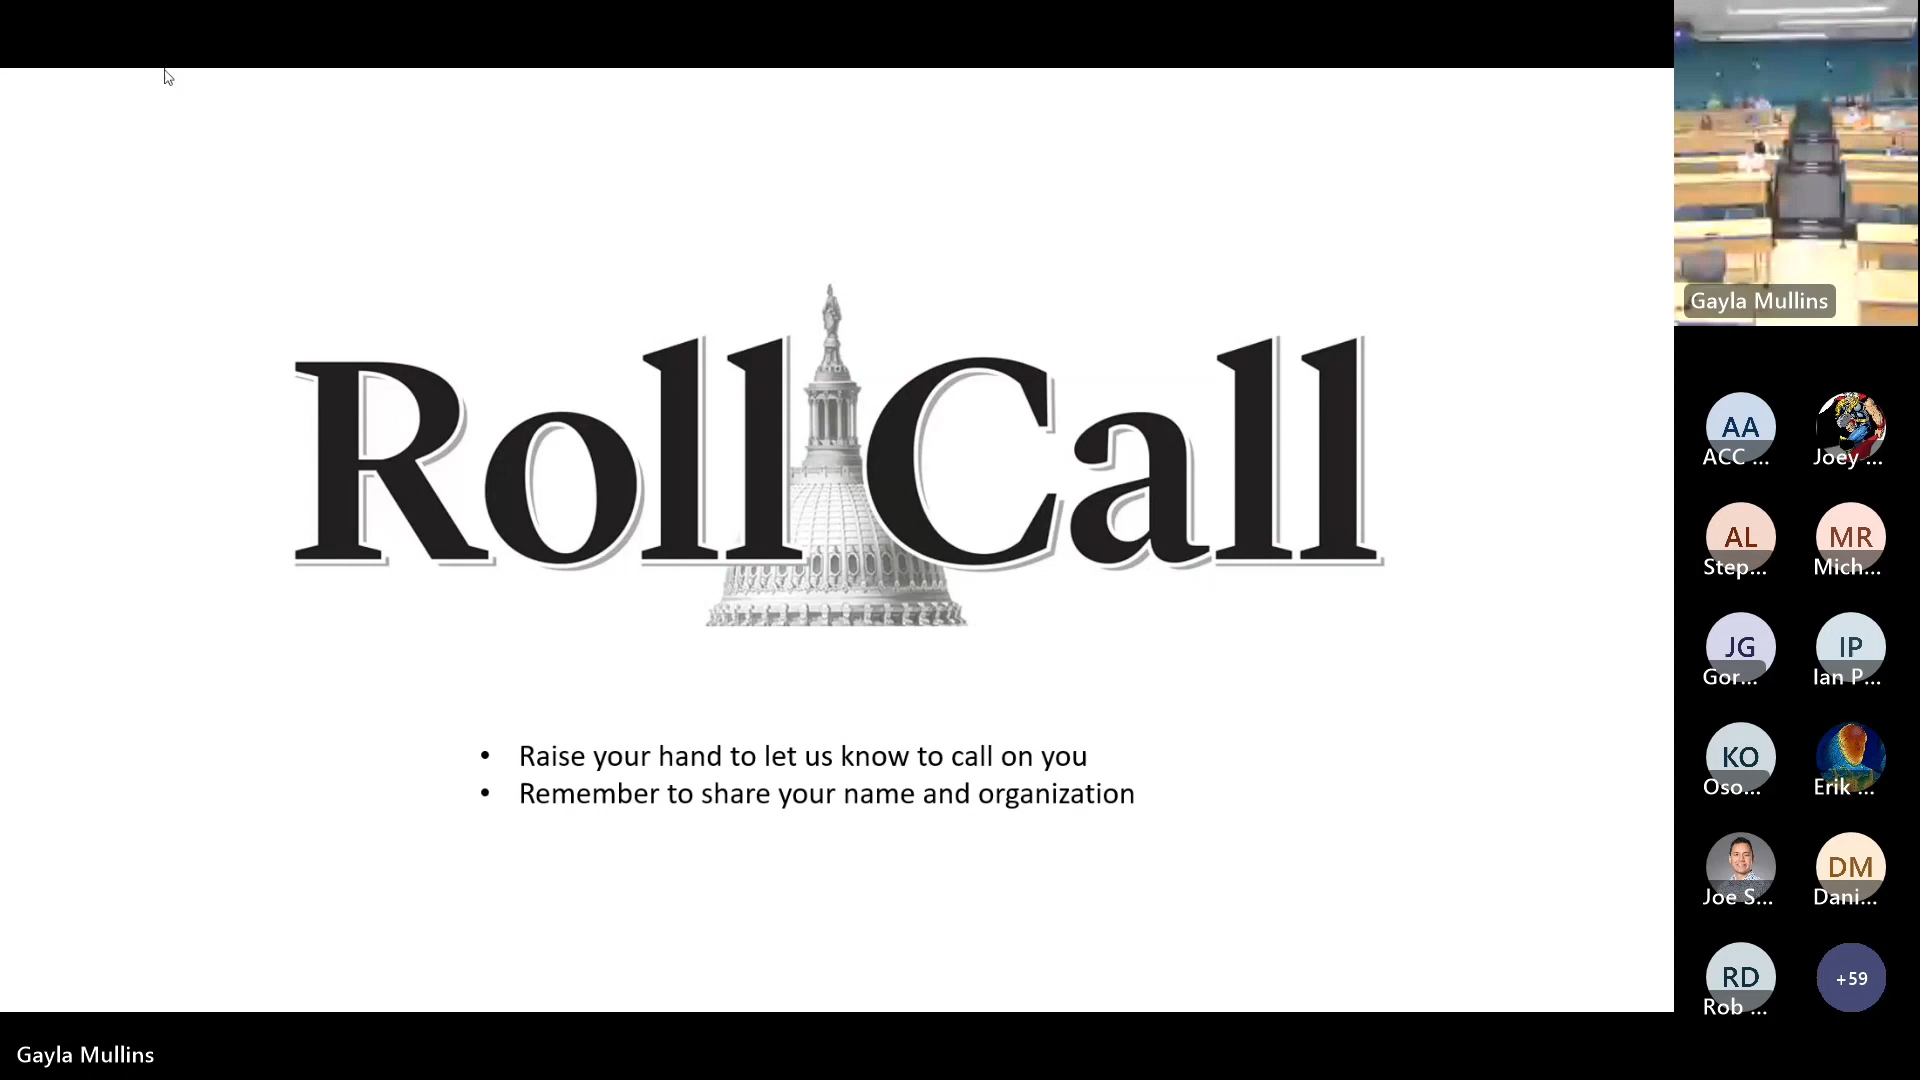 Roll Call
• Raise your hand to let us know to call on you
• Remember to share your name and organization
Gayla Mullins
Gayla Mullins
AA
ACC ...
Joey ...
AL
Step...
MR
Mich...
JG
Gor...
IP
Ian P...
KO
Oso...
Erik ...
Joe S...
DM
Dani...
RD
Rob ...
+59